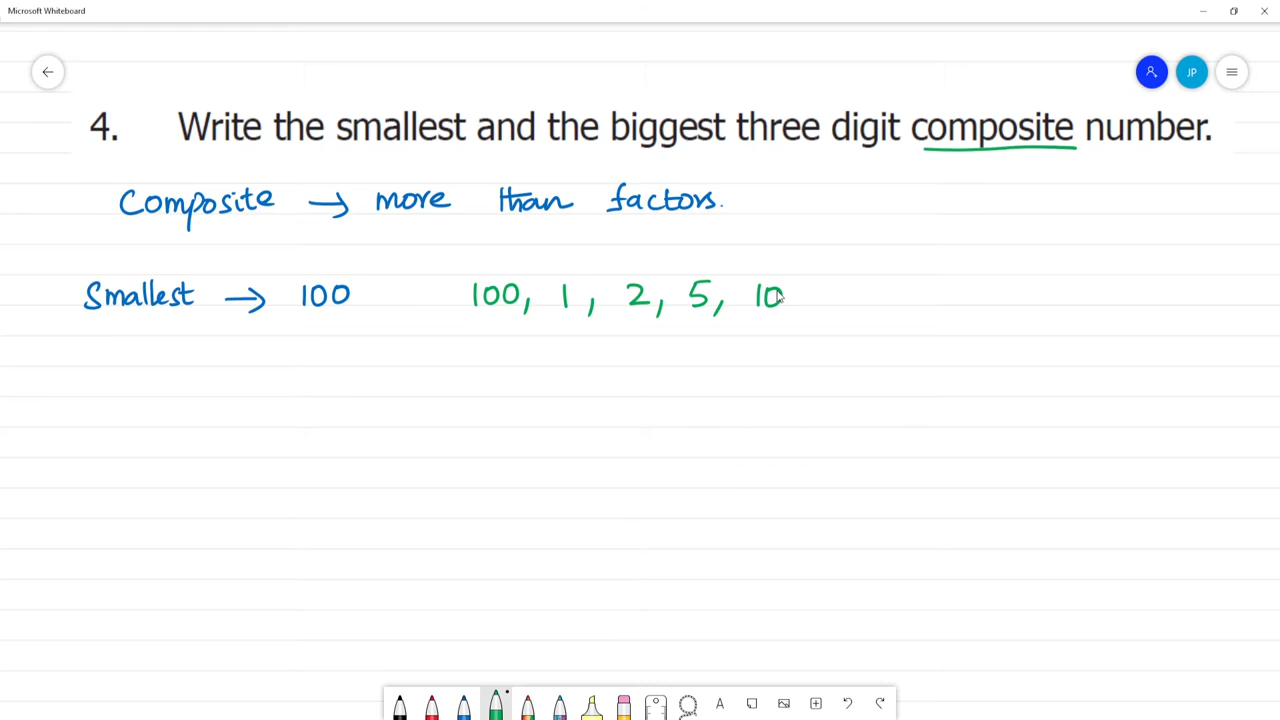 Microsoft Whiteboard
JP
4. Write the smallest and the biggest three digit composite number.
Composite → more than factors.
Smallest → 100 100, 1, 2, 5, 10
A